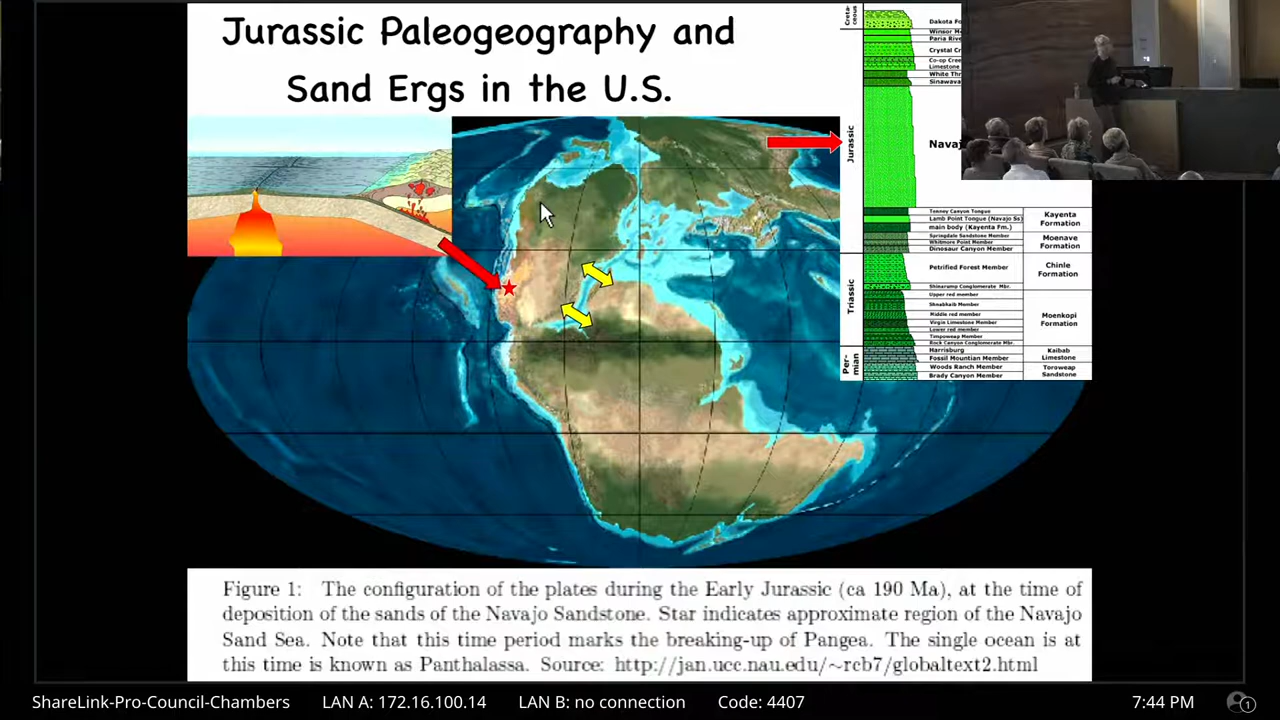 Jurassic Paleogeography and
Sand Ergs in the U.S.
Creta-
ceous
Jurassic
Triassic
Per-
mian
Dakota Fo
Winsor Me
Paria Rive
Crystal Cr
Co-op Cree
Limestone
White Thr
Sinawava
Navaj
Tenney Canyon Tongue
Lamb Point Tongue (Navajo Ss)
main body (Kayenta Fm.)
Kayenta
Formation
Springdale Sandstone Member
Whitmore Point Member
Dinosaur Canyon Member
Moenave
Formation
Petrified Forest Member
Shinarump Conglomerate Mbr.
Chinle
Formation
Upper red member
Shnabkaib Member
Middle red member
Virgin Limestone Member
Lower red member
Timpoweap Member
Rock Canyon Conglomerate Mbr.
Moenkopi
Formation
Harrisburg
Fossil Mountian Member
Kaibab
Limestone
Woods Ranch Member
Brady Canyon Member
Toroweap
Sandstone
Figure 1: The configuration of the plates during the Early Jurassic (ca 190 Ma), at the time of
deposition of the sands of the Navajo Sandstone. Star indicates approximate region of the Navajo
Sand Sea. Note that this time period marks the breaking-up of Pangea. The single ocean is at
this time is known as Panthalassa. Source: http://jan.ucc.nau.edu/~rcb7/globaltext2.html
ShareLink-Pro-Council-Chambers LAN A: 172.16.100.14 LAN B: no connection Code: 4407 7:44 PM 1